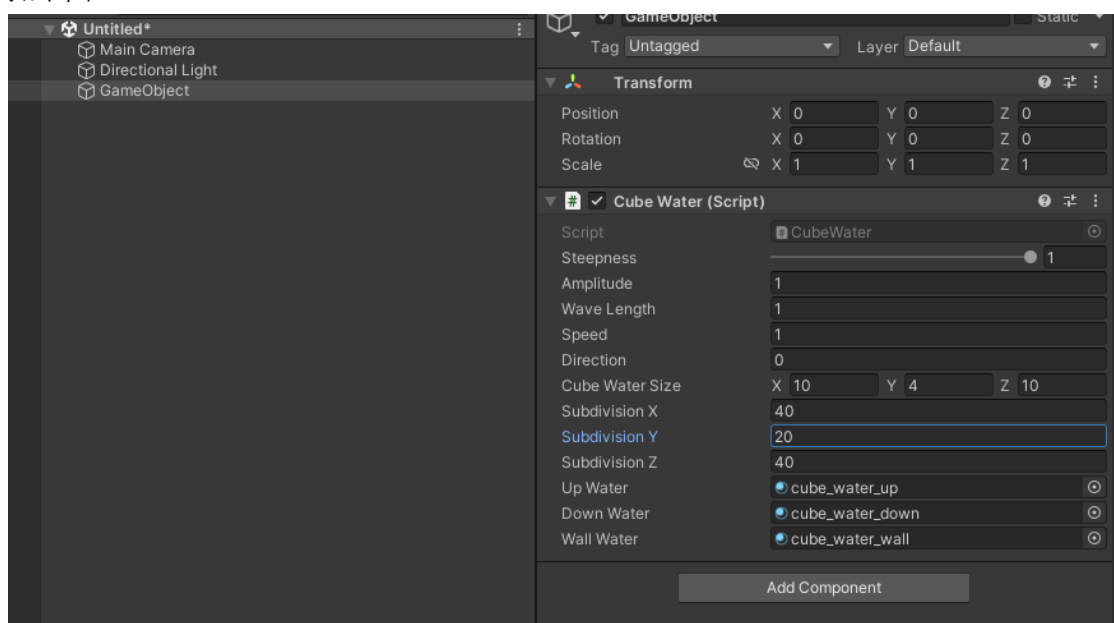 Untitled*
Main Camera
Directional Light
GameObject
GameObject Static
Tag Untagged Layer Default
Transform
Position X 0 Y 0 Z 0
Rotation X 0 Y 0 Z 0
Scale X 1 Y 1 Z 1
# Cube Water (Script)
Script # CubeWater
Steepness 1
Amplitude 1
Wave Length 1
Speed 1
Direction 0
Cube Water Size X 10 Y 4 Z 10
Subdivision X 40
Subdivision Y 20
Subdivision Z 40
Up Water cube_water_up
Down Water cube_water_down
Wall Water cube_water_wall
Add Component